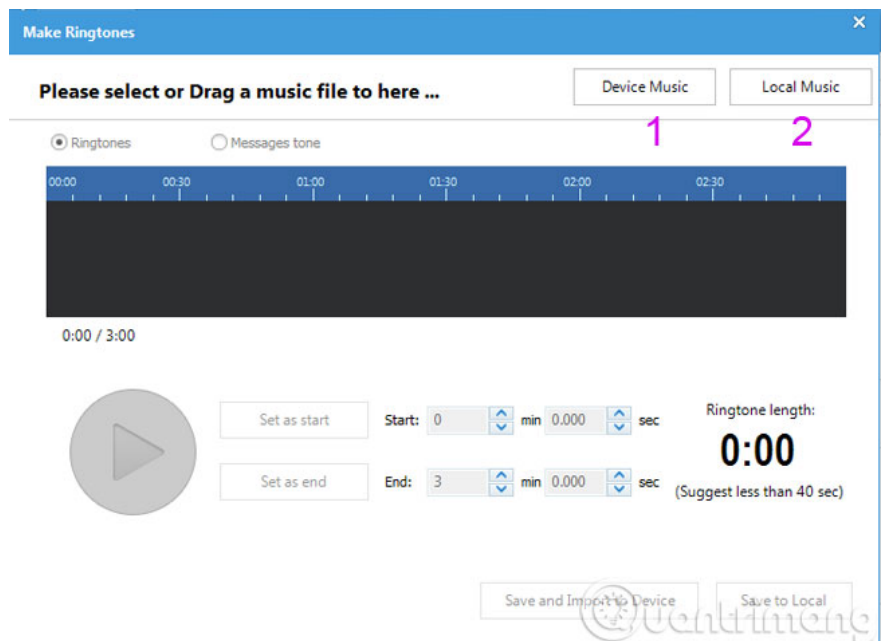 Make Ringtones
Please select or Drag a music file to here ...
Device Music
Local Music
1
2
Ringtones
Messages tone
00:00 00:30 01:00 01:30 02:00 02:30
0:00 / 3:00
Set as start
Start: 0 min 0.000 sec
Ringtone length:
0:00
Set as end
End: 3 min 0.000 sec
(Suggest less than 40 sec)
Save and Import to Device
Save to Local
Quantrimang